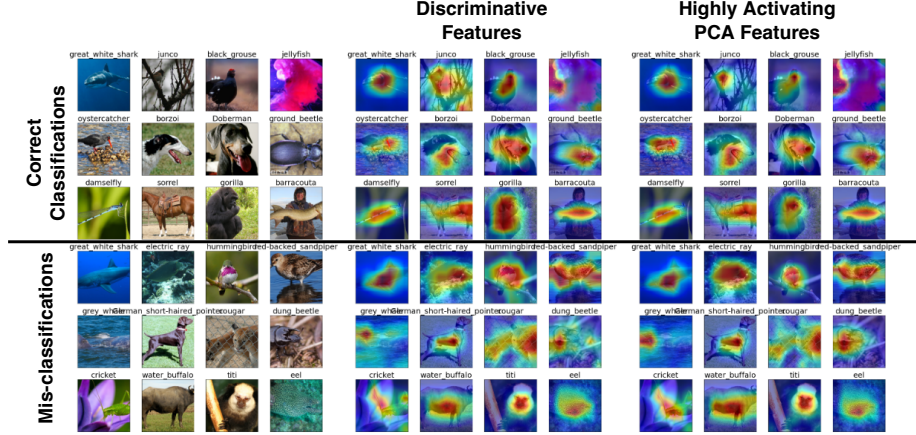 Discriminative
Features
Highly Activating
PCA Features
Correct
Classifications
great_white_shark junco black_grouse jellyfish great_white_shark junco black_grouse jellyfish great_white_shark junco black_grouse jellyfish
oystercatcher borzoi Doberman ground_beetle oystercatcher borzoi Doberman ground_beetle oystercatcher borzoi Doberman ground_beetle
damselfly sorrel gorilla barracouta damselfly sorrel gorilla barracouta damselfly sorrel gorilla barracouta
Mis-classifications
great_white_shark electric_ray hummingbird red-backed_sandpiper great_white_shark electric_ray hummingbird red-backed_sandpiper great_white_shark electric_ray hummingbird red-backed_sandpiper
grey_whale German_short-haired_pointer cougar dung_beetle grey_whale German_short-haired_pointer cougar dung_beetle grey_whale German_short-haired_pointer cougar dung_beetle
cricket water_buffalo titi eel cricket water_buffalo titi eel cricket water_buffalo titi eel